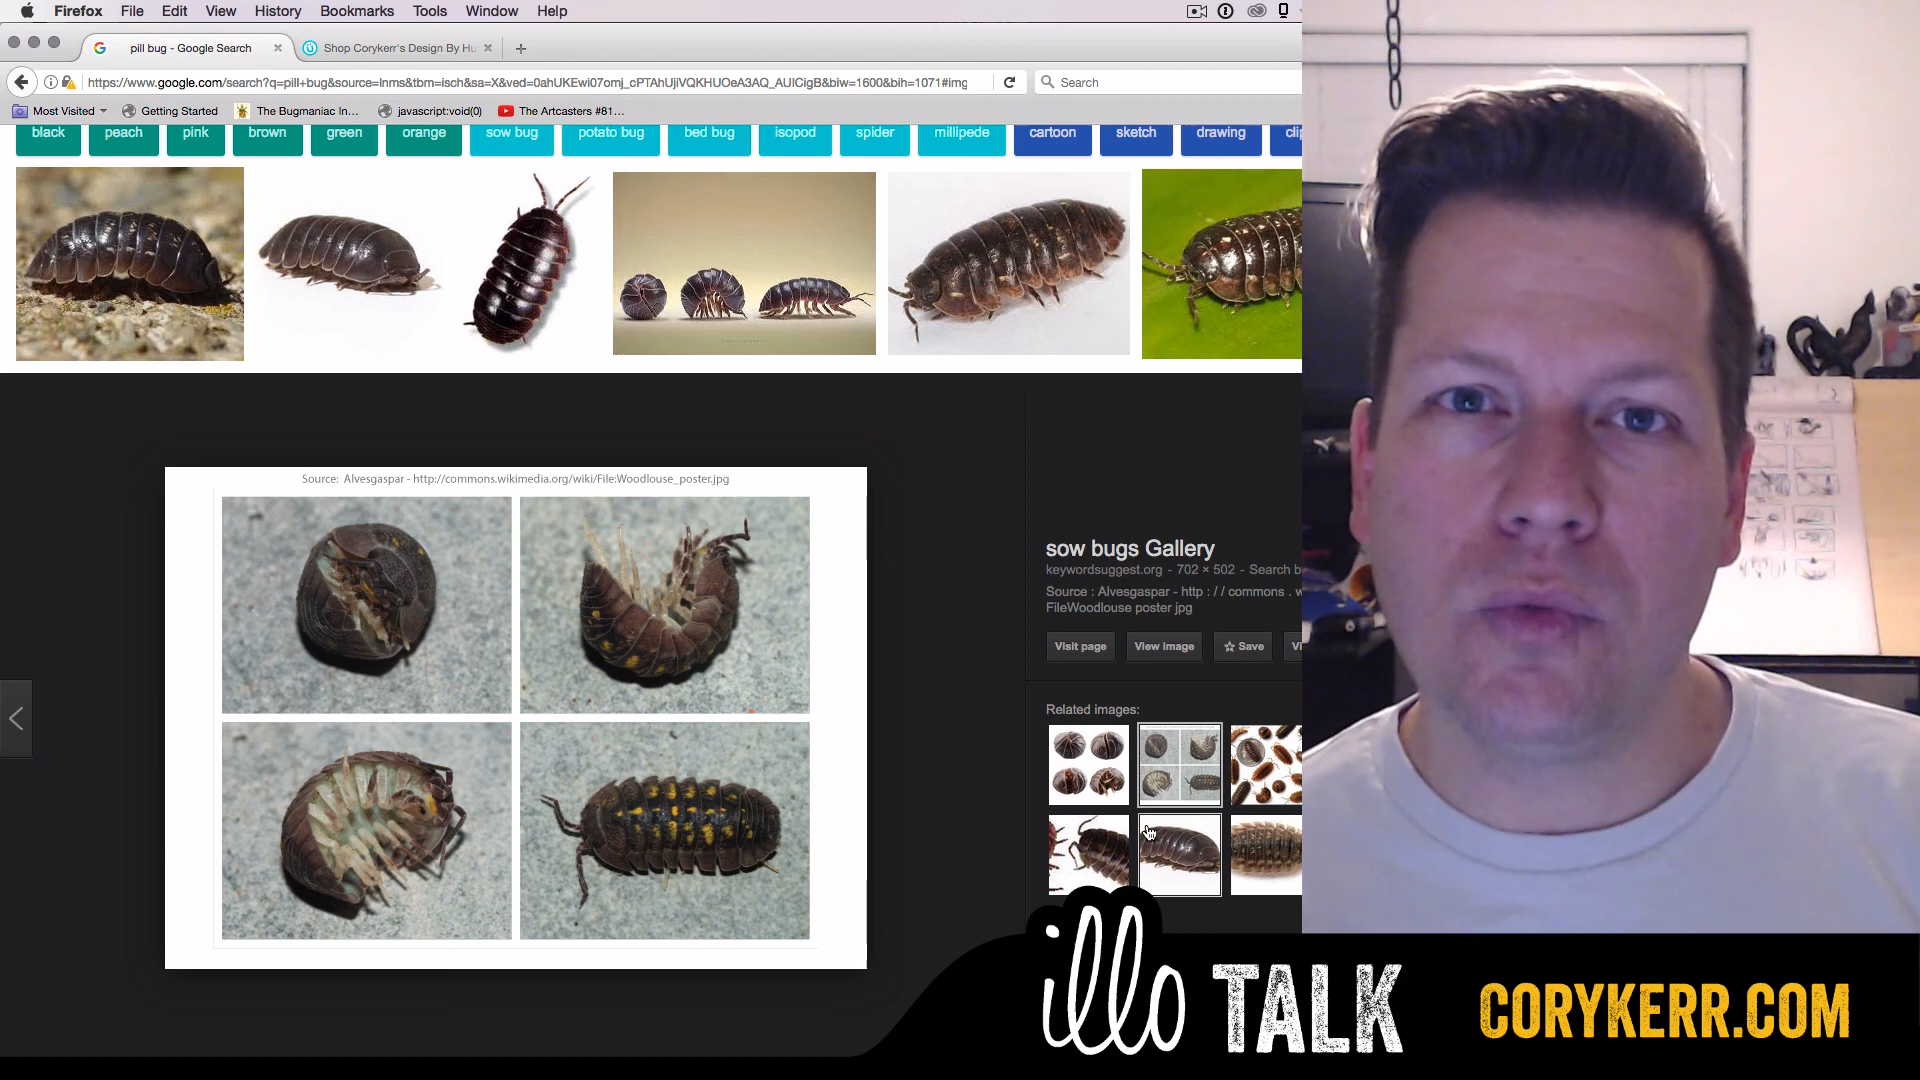 Firefox File Edit View History Bookmarks Tools Window Help
pill bug - Google Search
Shop Corykerr's Design By Hu
https://www.google.com/search?q=pill+bug&source=lnms&tbm=isch&sa=X&ved=0ahUKEwi07omj_cPTAhUjiVQKHUOeA3AQ_AUICigB&biw=1600&bih=1071#img
Search
Most Visited Getting Started The Bugmaniac In... javascript:void(0) The Artcasters #81...
black peach pink brown green orange sow bug potato bug bed bug isopod spider millipede cartoon sketch drawing
Source: Alvesgaspar - http://commons.wikimedia.org/wiki/File:Woodlouse_poster.jpg
sow bugs Gallery
keywordsuggest.org - 702 × 502 - Search b
Source : Alvesgaspar - http : / / commons . w
FileWoodlouse poster jpg
Visit page View image Save Vi
Related images:
illo TALK
CORYKERR.COM